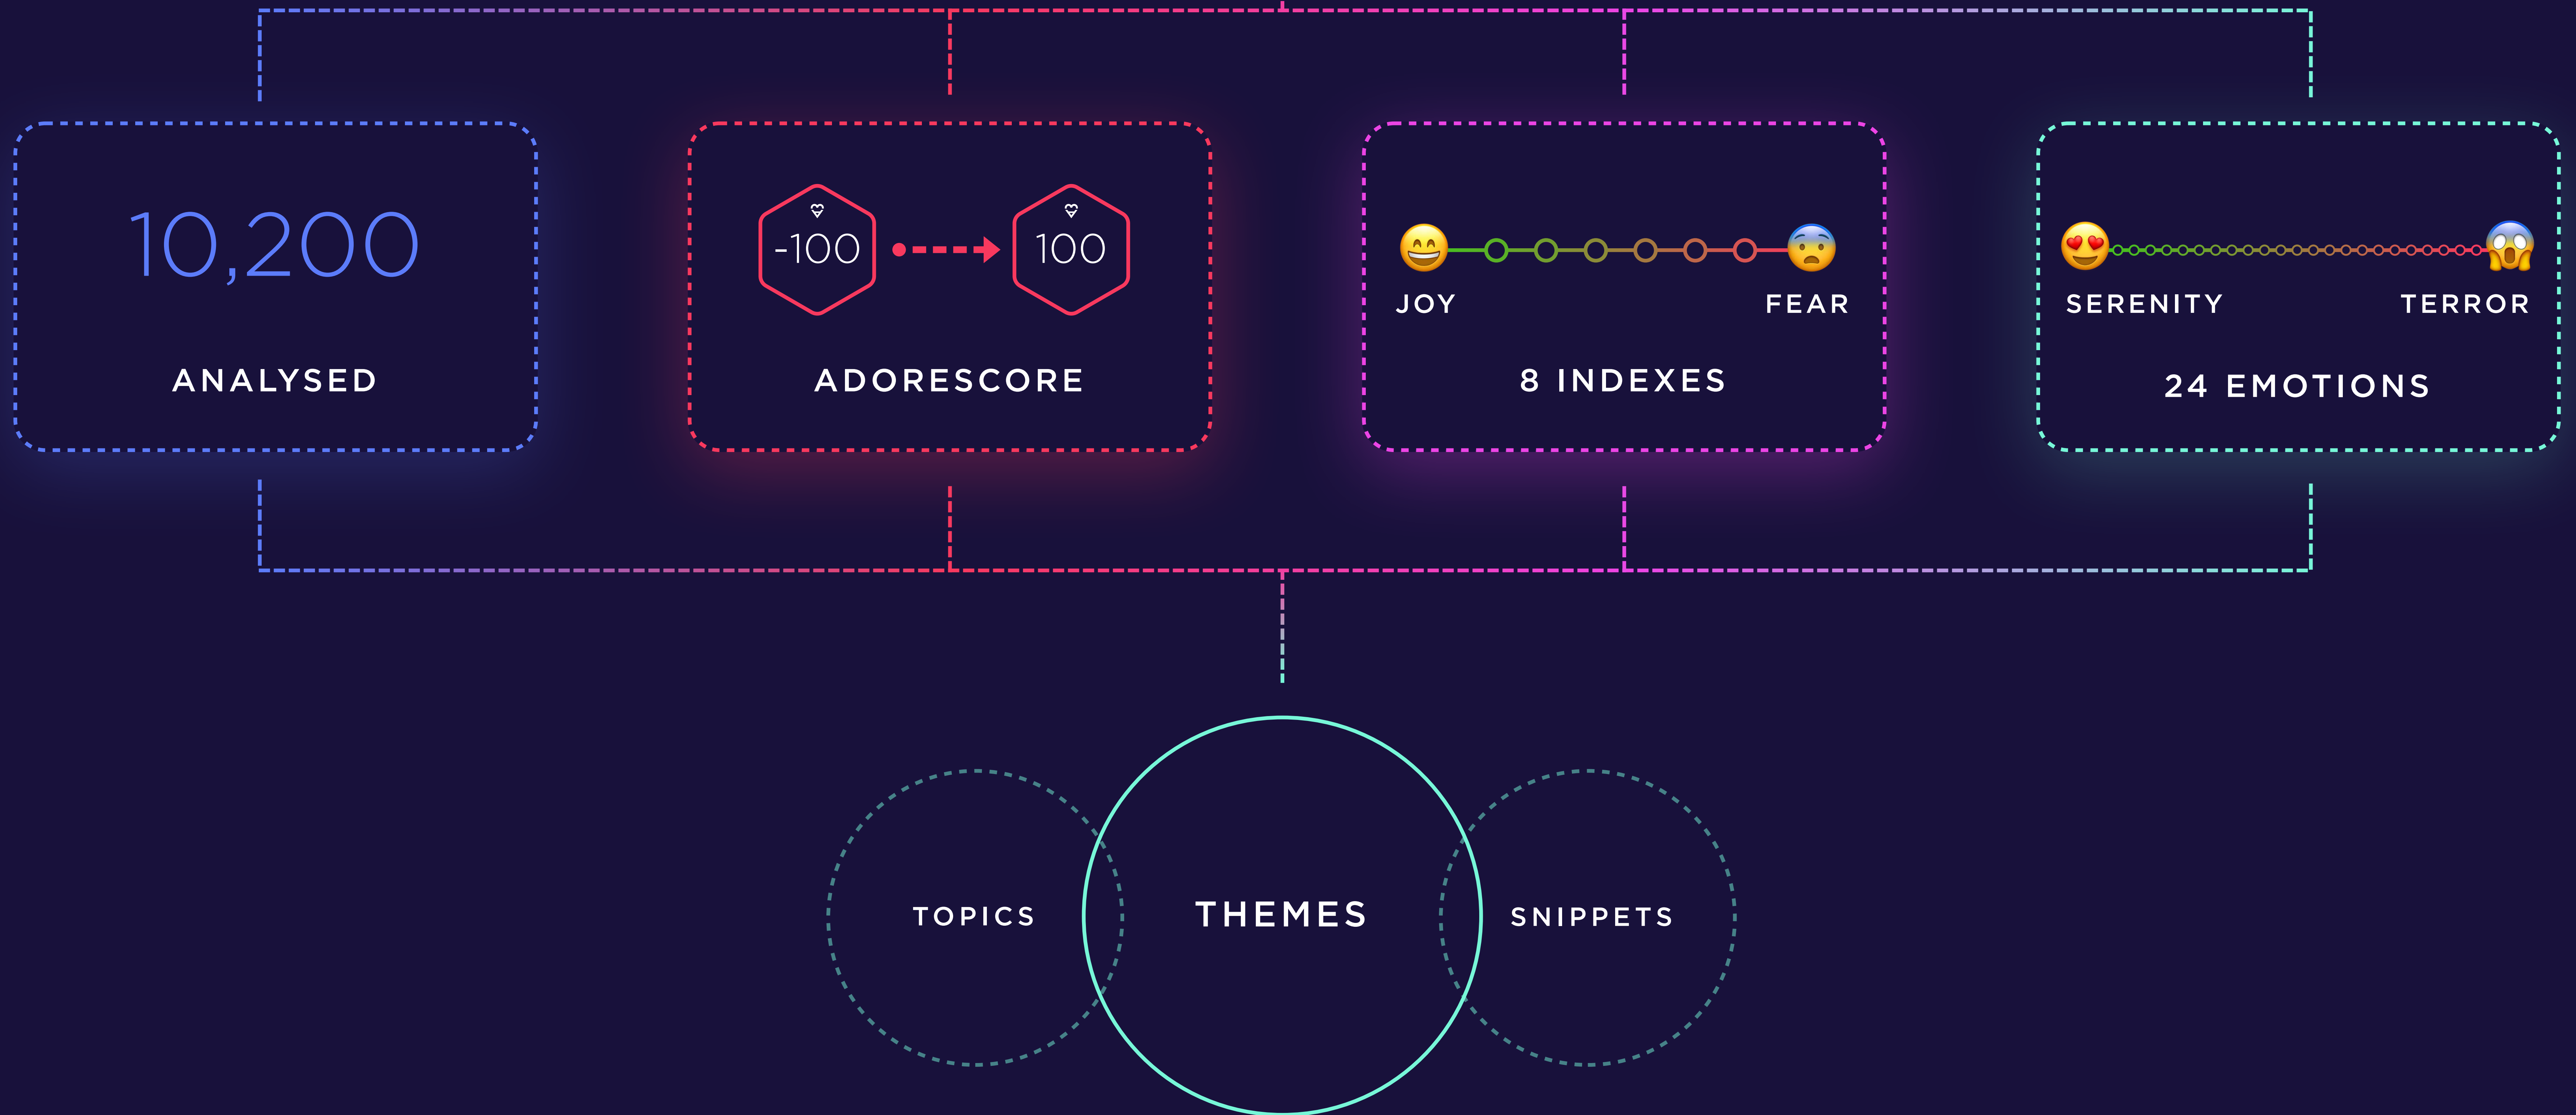 10,200
ANALYSED
-100
100
ADORESCORE
JOY
FEAR
8 INDEXES
SERENITY
TERROR
24 EMOTIONS
TOPICS
THEMES
SNIPPETS